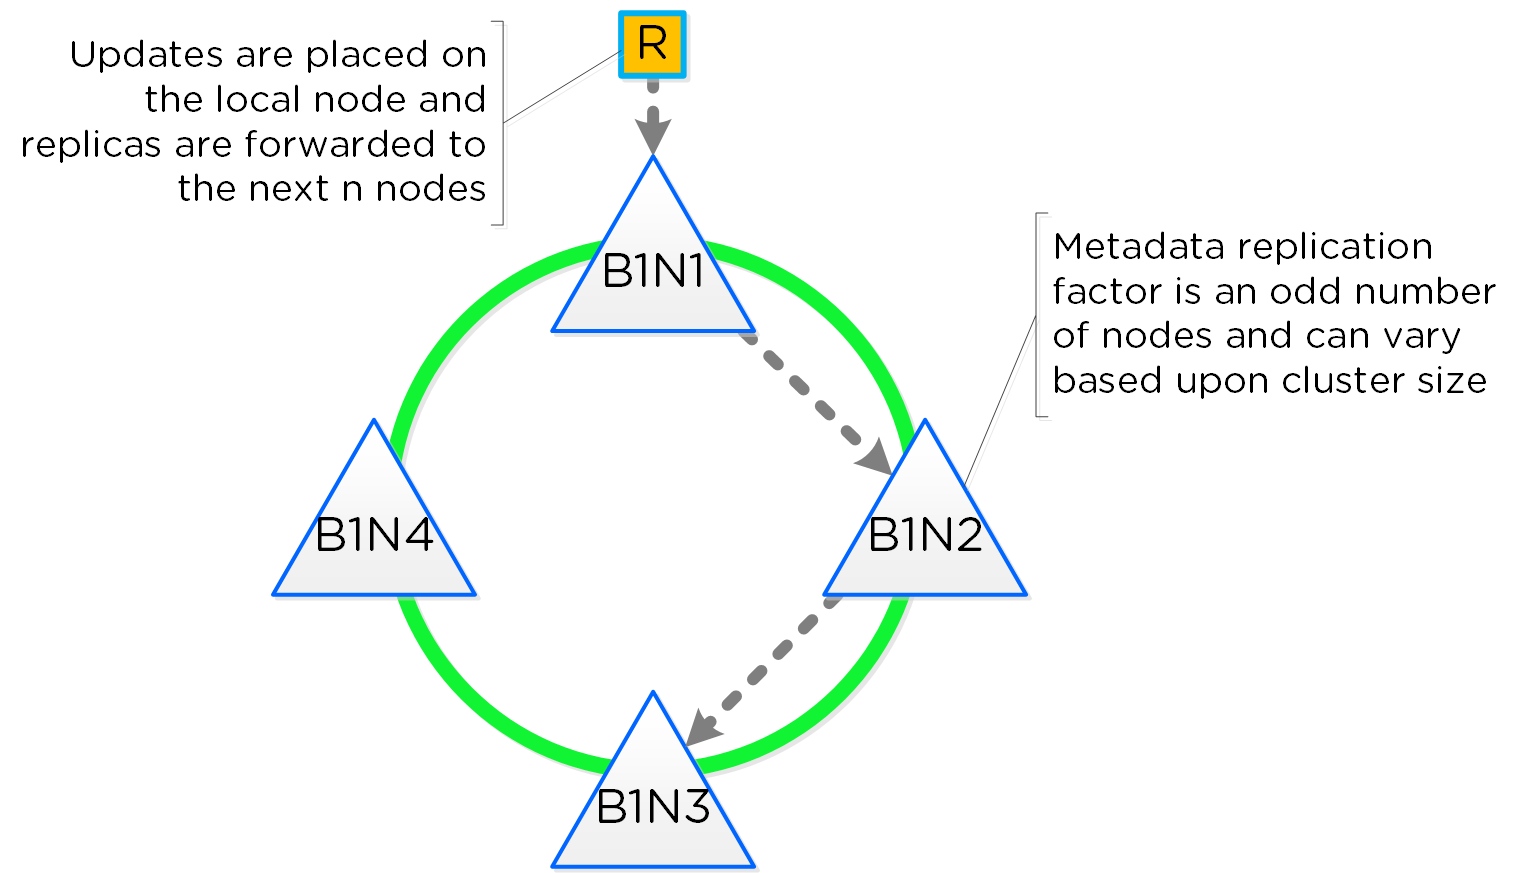 R
Updates are placed on
the local node and
replicas are forwarded to
the next n nodes
B1N1
Metadata replication
factor is an odd number
of nodes and can vary
based upon cluster size
B1N4
B1N2
B1N3